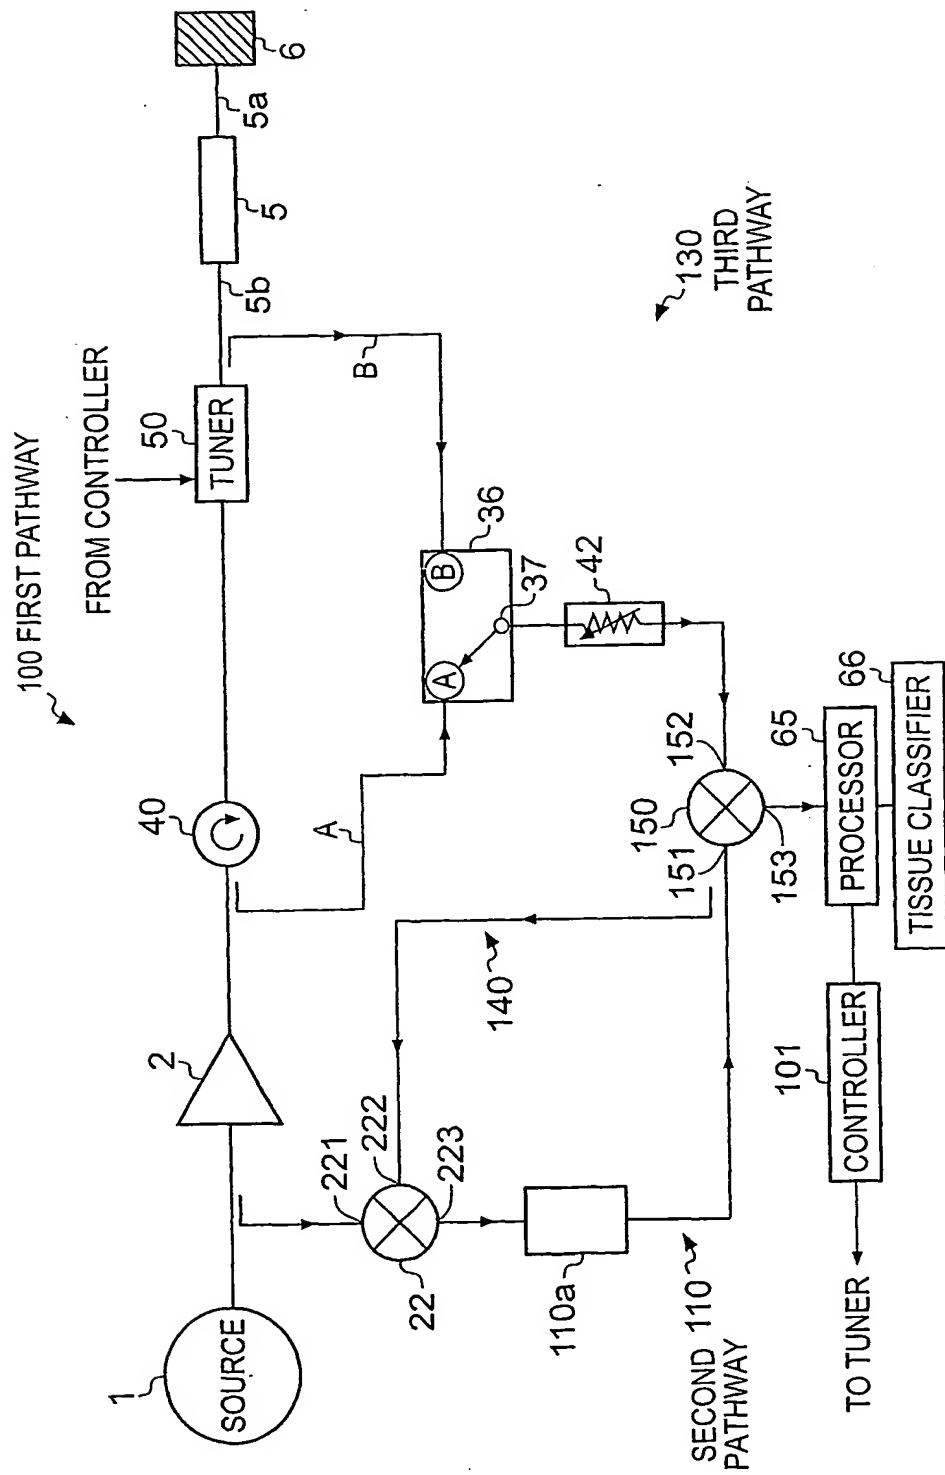 100 FIRST PATHWAY
FROM CONTROLLER
1
SOURCE
2
40
50
TUNER
5b
5
5a
6
A
B
A
B
36
37
42
130
THIRD
PATHWAY
221
222
22
223
140
150
151
152
153
110a
SECOND 110
PATHWAY
65
PROCESSOR
66
TISSUE CLASSIFIER
101
CONTROLLER
TO TUNER